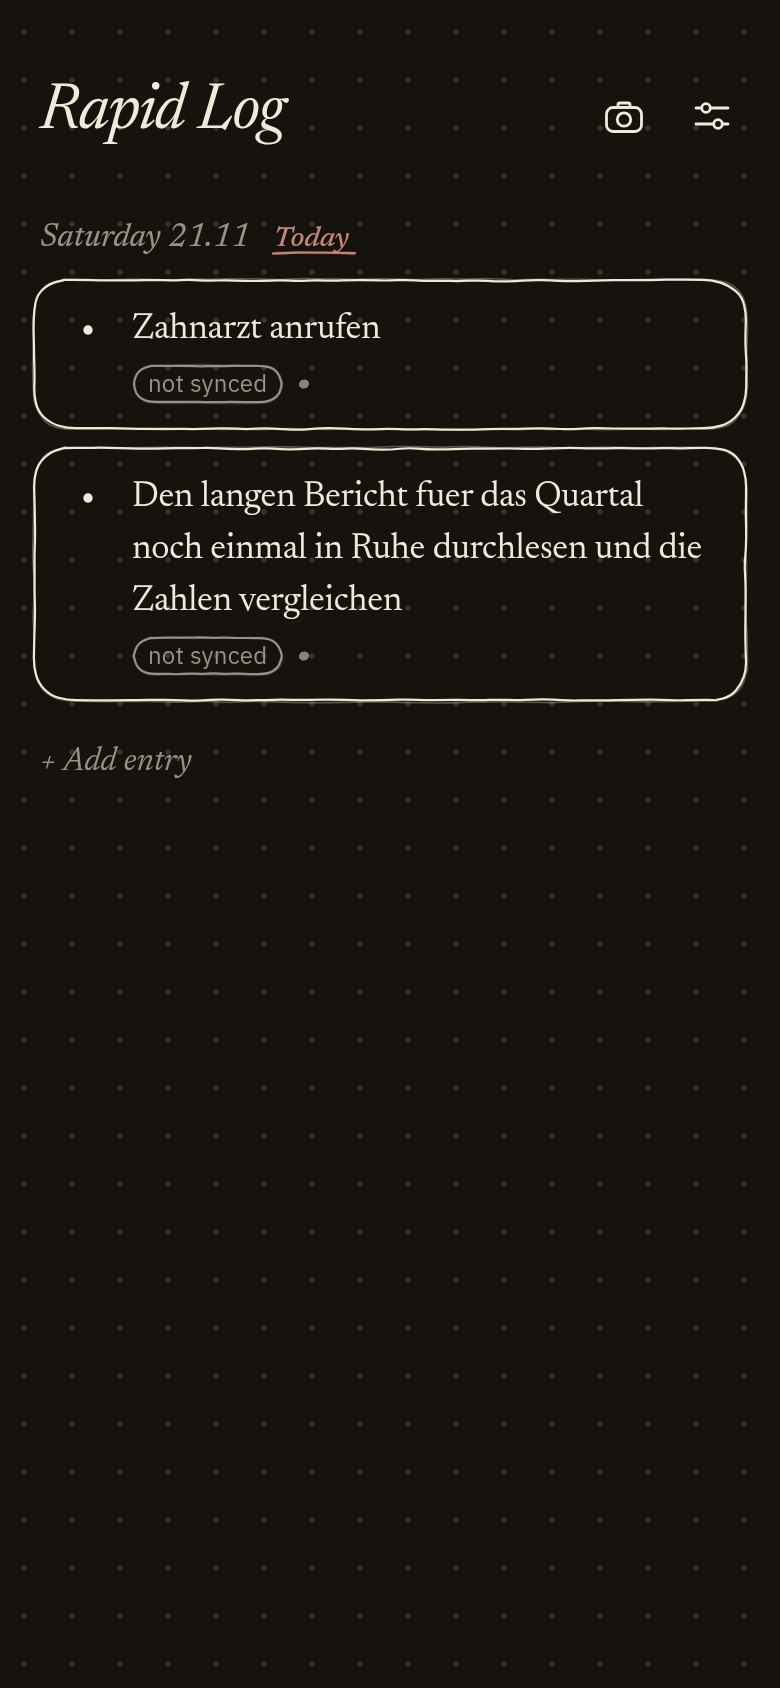 Rapid Log
Saturday 21.11 Today
• Zahnarzt anrufen
not synced
• Den langen Bericht fuer das Quartal
noch einmal in Ruhe durchlesen und die
Zahlen vergleichen
not synced
+ Add entry